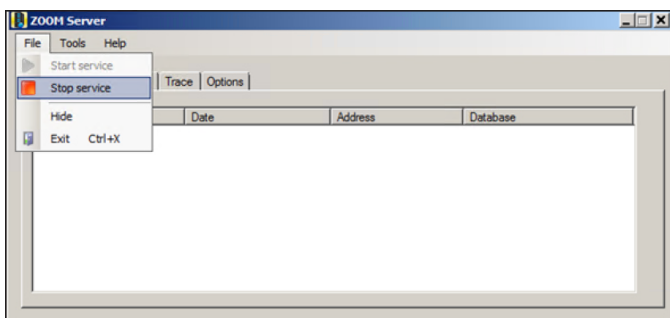 ZOOM Server
File Tools Help
Start service
Stop service
Trace Options
Hide
Date Address Database
Exit Ctrl+X